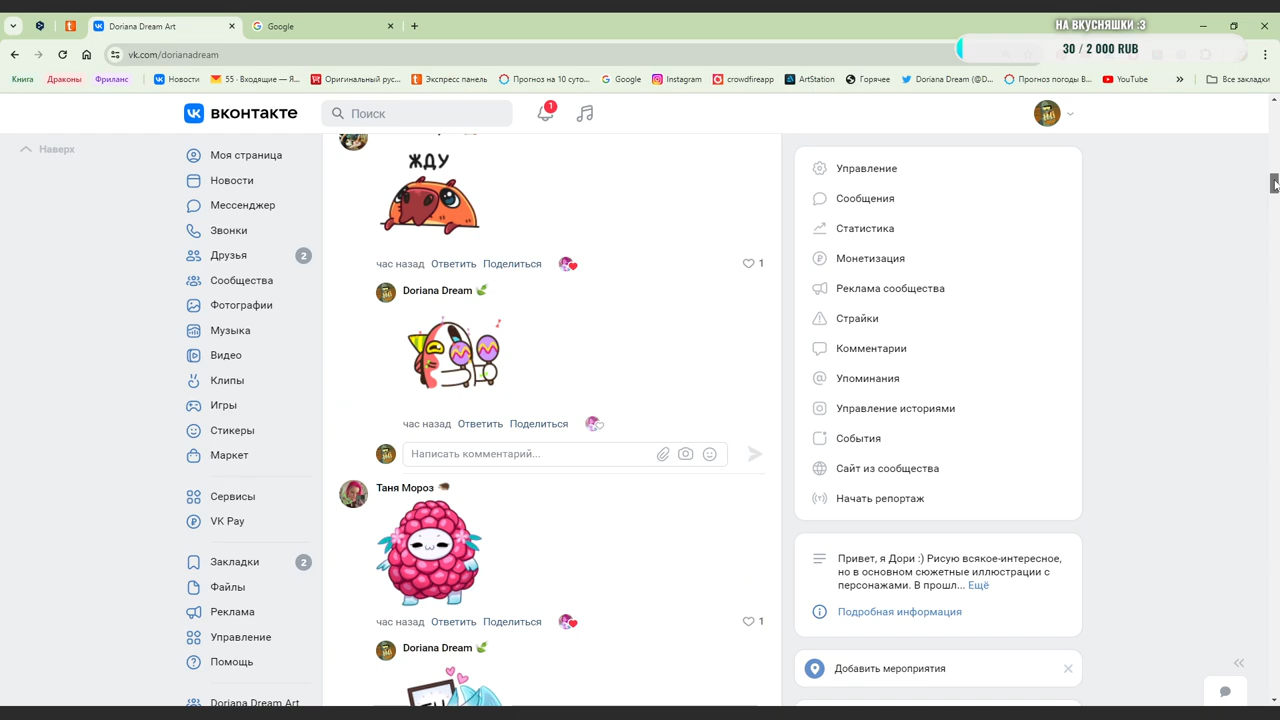 Doriana Dream Art
Google
НА ВКУСНЯШКИ :3
30 / 2 000 RUB
vk.com/dorianadream
Книга
Драконы
Фриланс
Новости
55 · Входящие — Я...
Оригинальный рус...
Экспресс панель
Прогноз на 10 суто...
Google
Instagram
crowdfireapp
ArtStation
Горячее
Doriana Dream (@D...
Прогноз погоды В...
YouTube
Все закладки
вконтакте
Поиск
1
Наверх
Моя страница
Новости
Мессенджер
Звонки
Друзья
2
Сообщества
Фотографии
Музыка
Видео
Клипы
Игры
Стикеры
Маркет
Сервисы
VK Pay
Закладки
2
Файлы
Реклама
Управление
Помощь
Doriana Dream Art
ЖДУ
час назад Ответить Поделиться
1
Doriana Dream
час назад Ответить Поделиться
Написать комментарий...
Таня Мороз
час назад Ответить Поделиться
1
Doriana Dream
Управление
Сообщения
Статистика
Монетизация
Реклама сообщества
Страйки
Комментарии
Упоминания
Управление историями
События
Сайт из сообщества
Начать репортаж
Привет, я Дори :) Рисую всякое-интересное,
но в основном сюжетные иллюстрации с
персонажами. В прошл... Ещё
Подробная информация
Добавить мероприятия